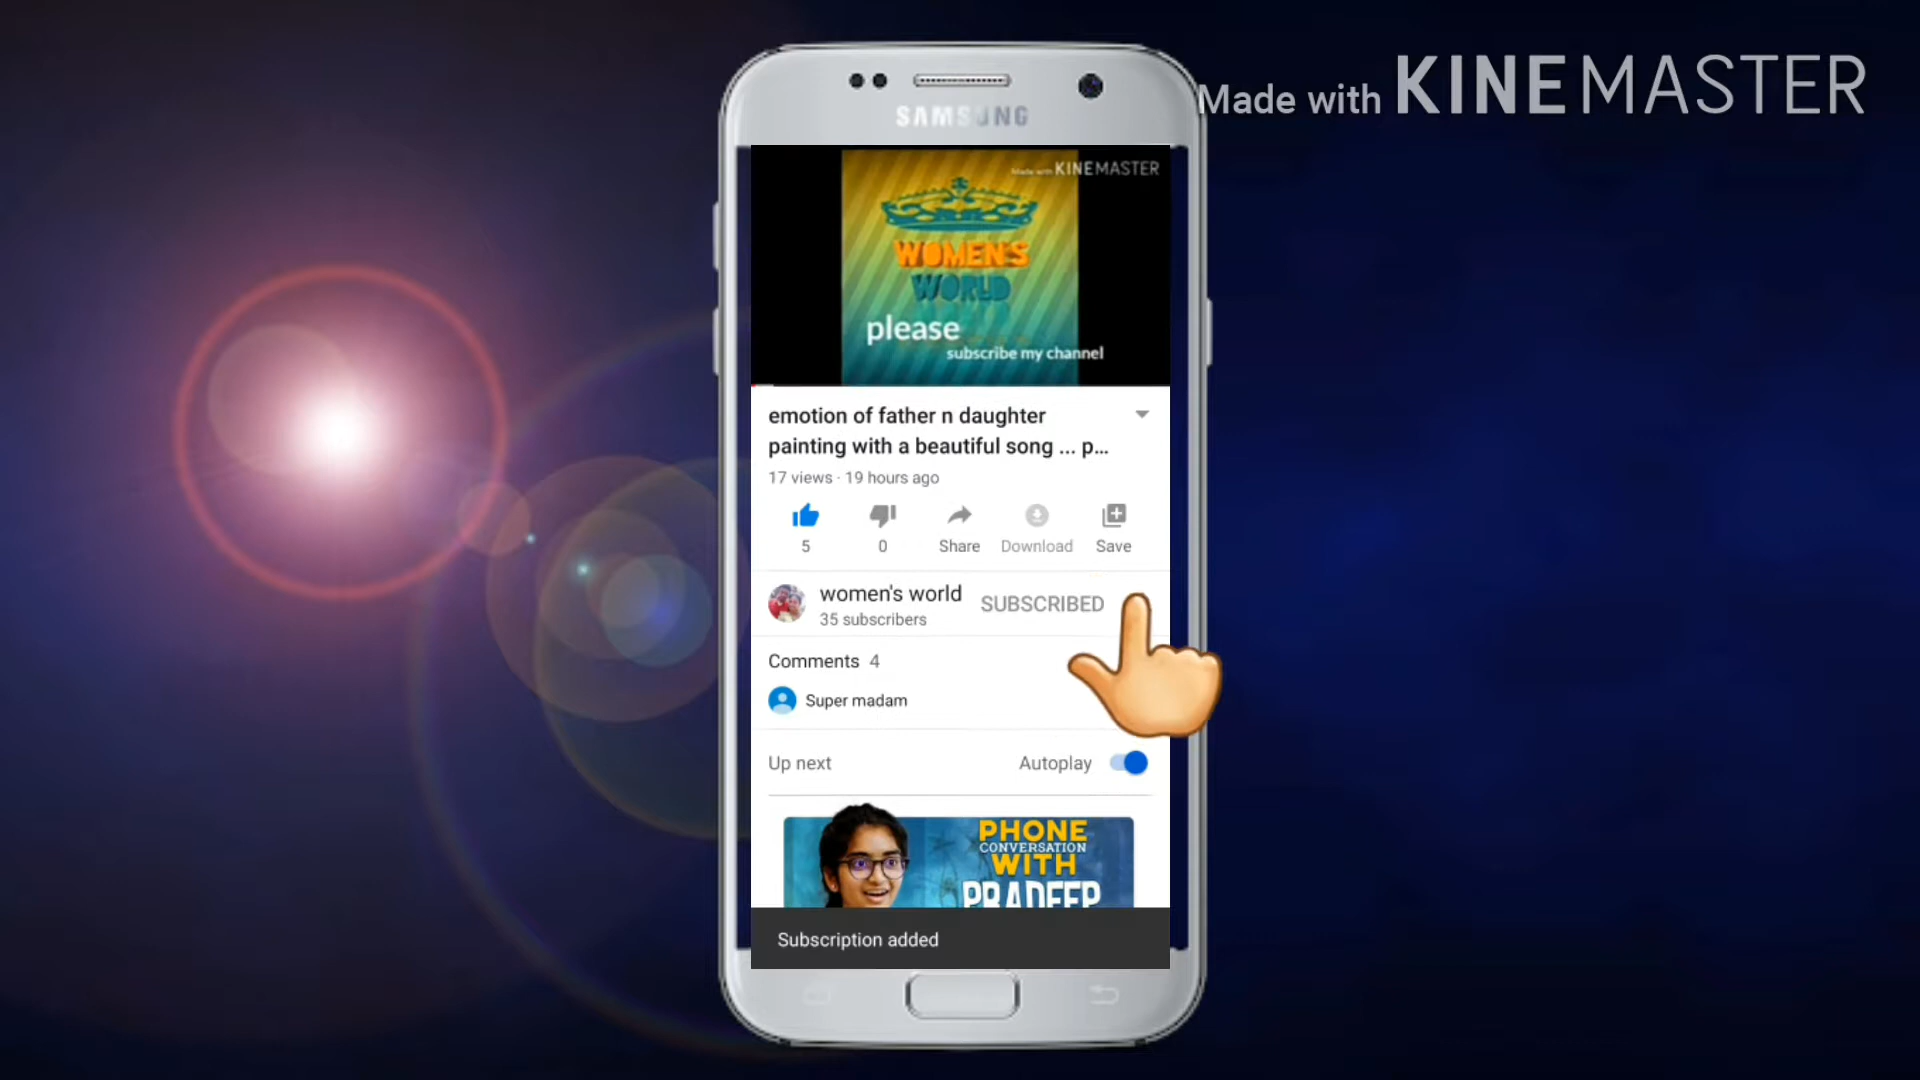 Made with KINEMASTER
SAMSUNG
Made with KINEMASTER
WOMEN'S
WORLD
please
subscribe my channel
emotion of father n daughter
painting with a beautiful song ... p...
17 views · 19 hours ago
5
0
Share
Download
Save
women's world
35 subscribers
SUBSCRIBED
Comments 4
Super madam
Up next
Autoplay
PHONE
CONVERSATION
WITH
PRADEEP
Subscription added